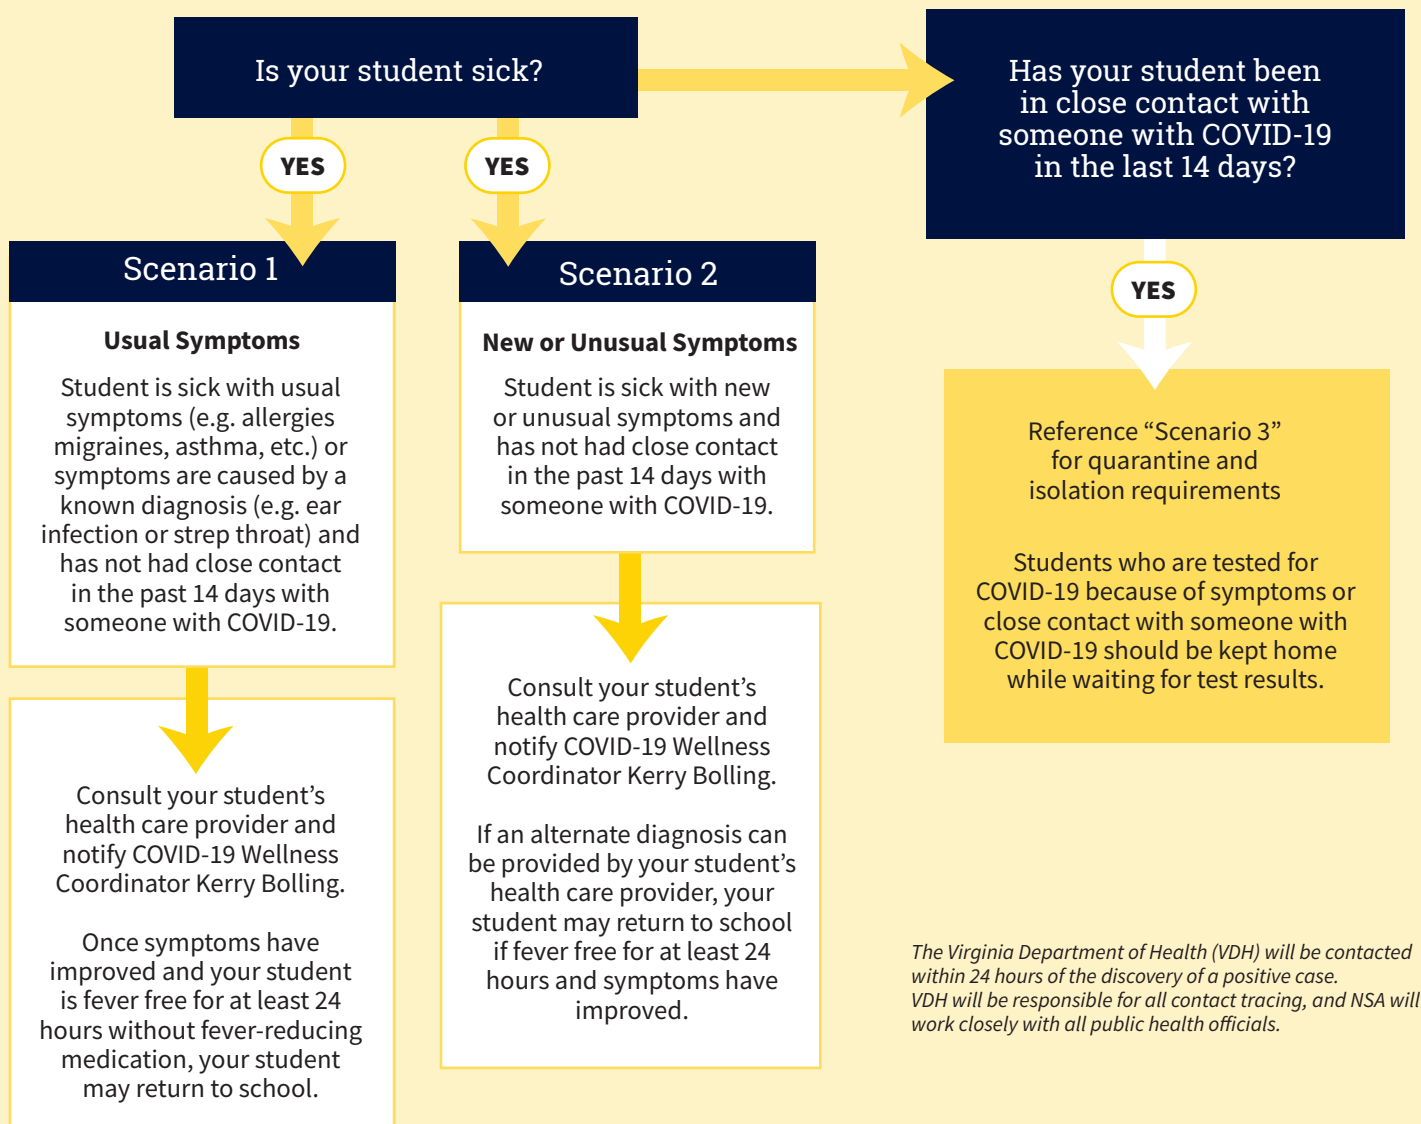 Is your student sick?
Has your student been
in close contact with
someone with COVID-19
in the last 14 days?
YES
YES
YES
Scenario 1
Usual Symptoms
Student is sick with usual
symptoms (e.g. allergies
migraines, asthma, etc.) or
symptoms are caused by a
known diagnosis (e.g. ear
infection or strep throat) and
has not had close contact
in the past 14 days with
someone with COVID-19.
Consult your student’s
health care provider and
notify COVID-19 Wellness
Coordinator Kerry Bolling.
Once symptoms have
improved and your student
is fever free for at least 24
hours without fever-reducing
medication, your student
may return to school.
Scenario 2
New or Unusual Symptoms
Student is sick with new
or unusual symptoms and
has not had close contact
in the past 14 days with
someone with COVID-19.
Consult your student’s
health care provider and
notify COVID-19 Wellness
Coordinator Kerry Bolling.
If an alternate diagnosis can
be provided by your student’s
health care provider, your
student may return to school
if fever free for at least 24
hours and symptoms have
improved.
Reference “Scenario 3”
for quarantine and
isolation requirements
Students who are tested for
COVID-19 because of symptoms or
close contact with someone with
COVID-19 should be kept home
while waiting for test results.
The Virginia Department of Health (VDH) will be contacted
within 24 hours of the discovery of a positive case.
VDH will be responsible for all contact tracing, and NSA will
work closely with all public health officials.